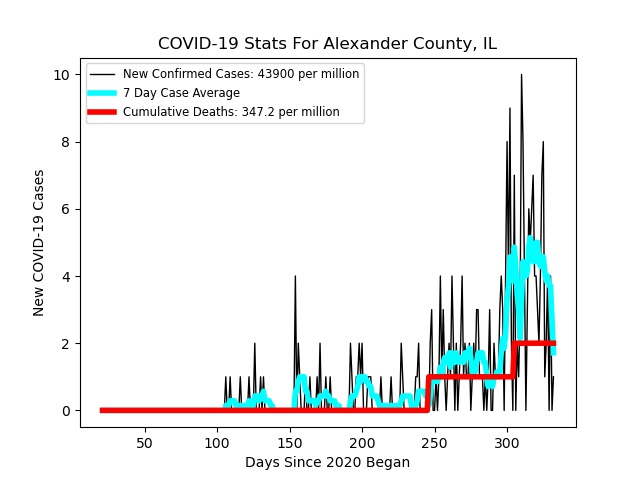 COVID-19 Stats For Alexander County, IL
New Confirmed Cases: 43900 per million
7 Day Case Average
Cumulative Deaths: 347.2 per million
New COVID-19 Cases
10
8
6
4
2
0
50
100
150
200
250
300
Days Since 2020 Began